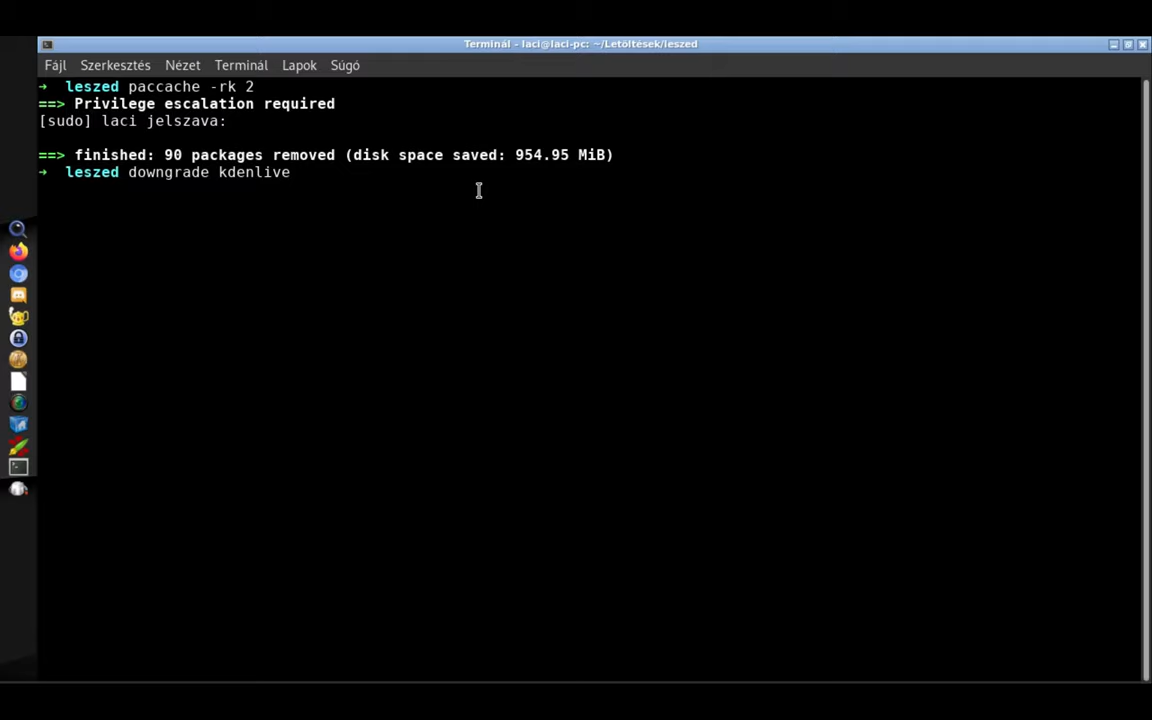 Terminál - laci@laci-pc: ~/Letöltések/leszed
Fájl Szerkesztés Nézet Terminál Lapok Súgó
→ leszed paccache -rk 2
==> Privilege escalation required
[sudo] laci jelszava:
==> finished: 90 packages removed (disk space saved: 954.95 MiB)
→ leszed downgrade kdenlive